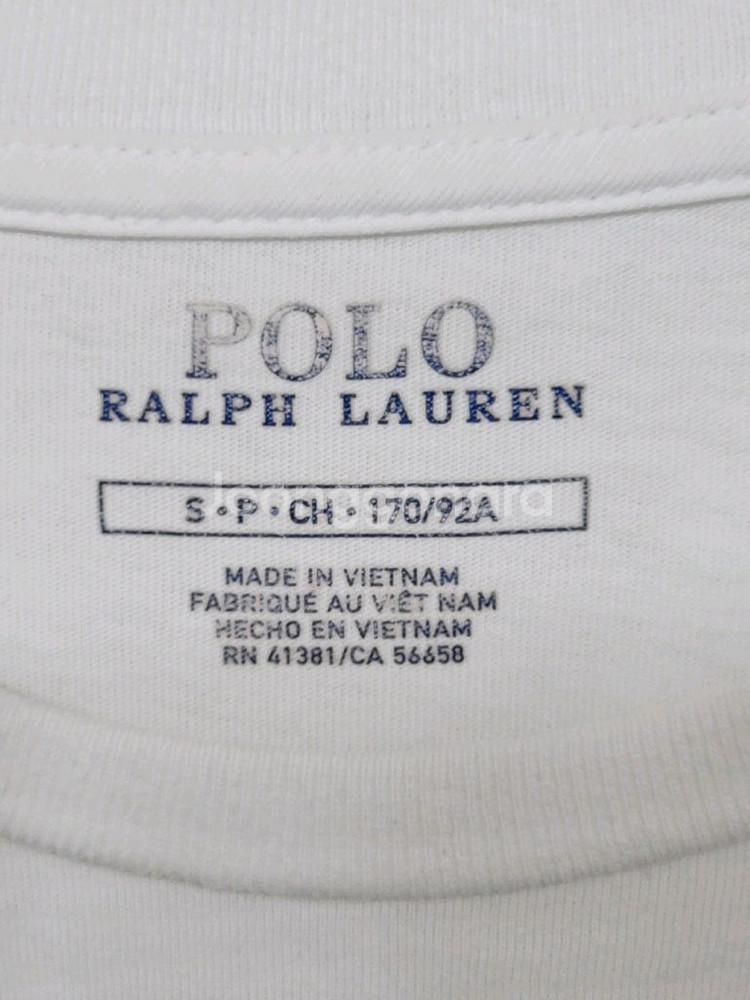 POLO
RALPH LAUREN
S • P • CH • 170/92A
MADE IN VIETNAM
FABRIQUÉ AU VIÊT NAM
HECHO EN VIETNAM
RN 41381/CA 56658